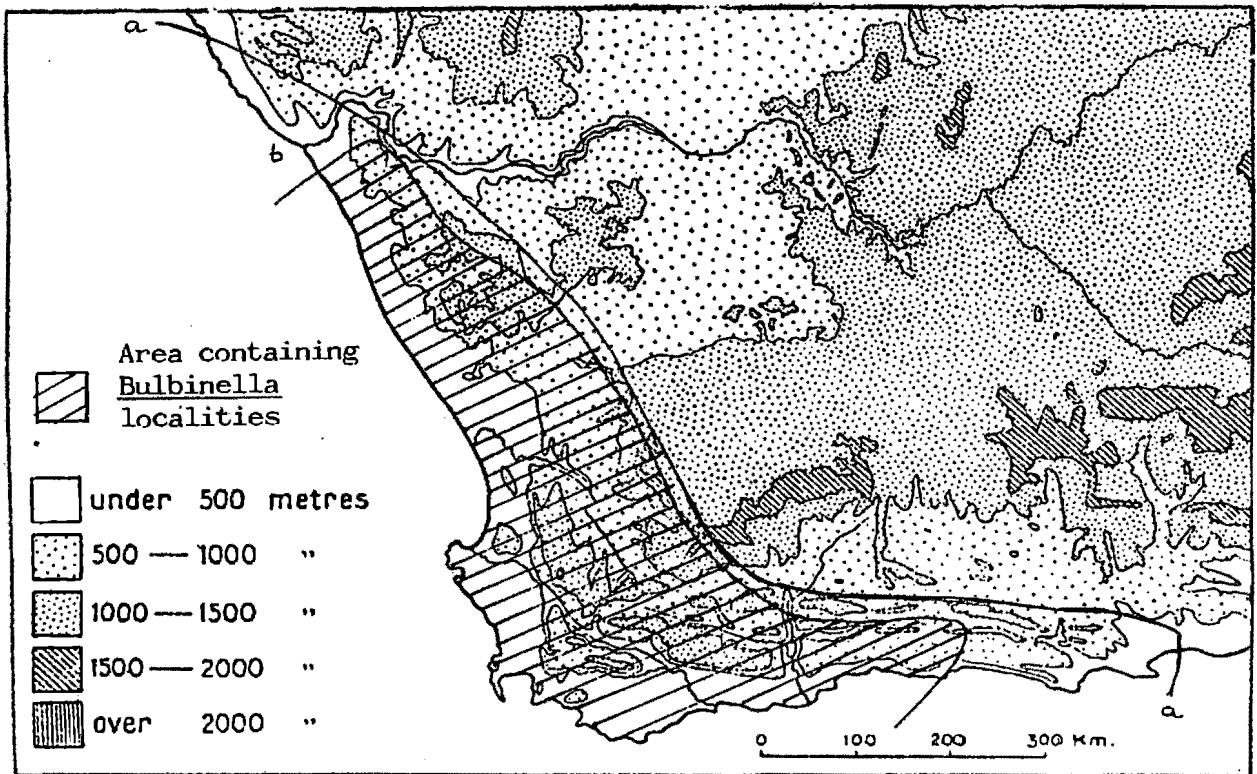 a
b
Area containing
Bulbinella
localities
under 500 metres
500 — 1000 "
1000 — 1500 "
1500 — 2000 "
over 2000 "
a
0 100 200 300 Km.